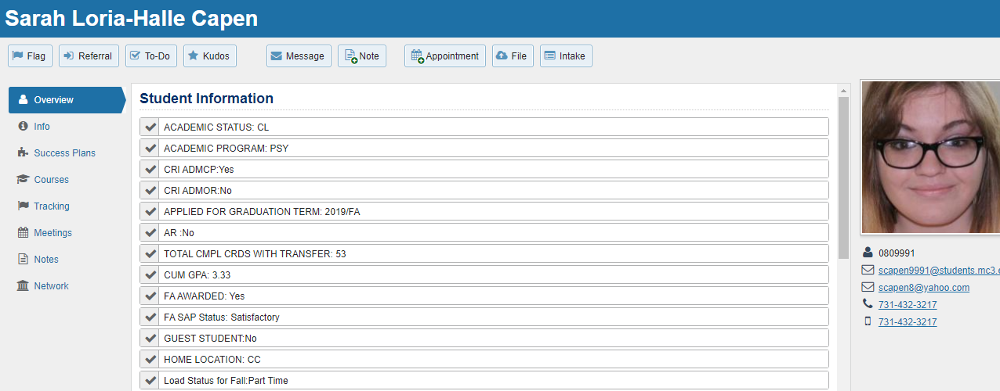 Sarah Loria-Halle Capen
Flag Referral To-Do Kudos Message Note Appointment File Intake
Overview
Info
Success Plans
Courses
Tracking
Meetings
Notes
Network
Student Information
ACADEMIC STATUS: CL
ACADEMIC PROGRAM: PSY
CRI ADMCP:Yes
CRI ADMOR:No
APPLIED FOR GRADUATION TERM: 2019/FA
AR :No
TOTAL CMPL CRDS WITH TRANSFER: 53
CUM GPA: 3.33
FA AWARDED: Yes
FA SAP Status: Satisfactory
GUEST STUDENT:No
HOME LOCATION: CC
Load Status for Fall:Part Time
0809991
scapen9991@students.mc3.e
scapen8@yahoo.com
731-432-3217
731-432-3217